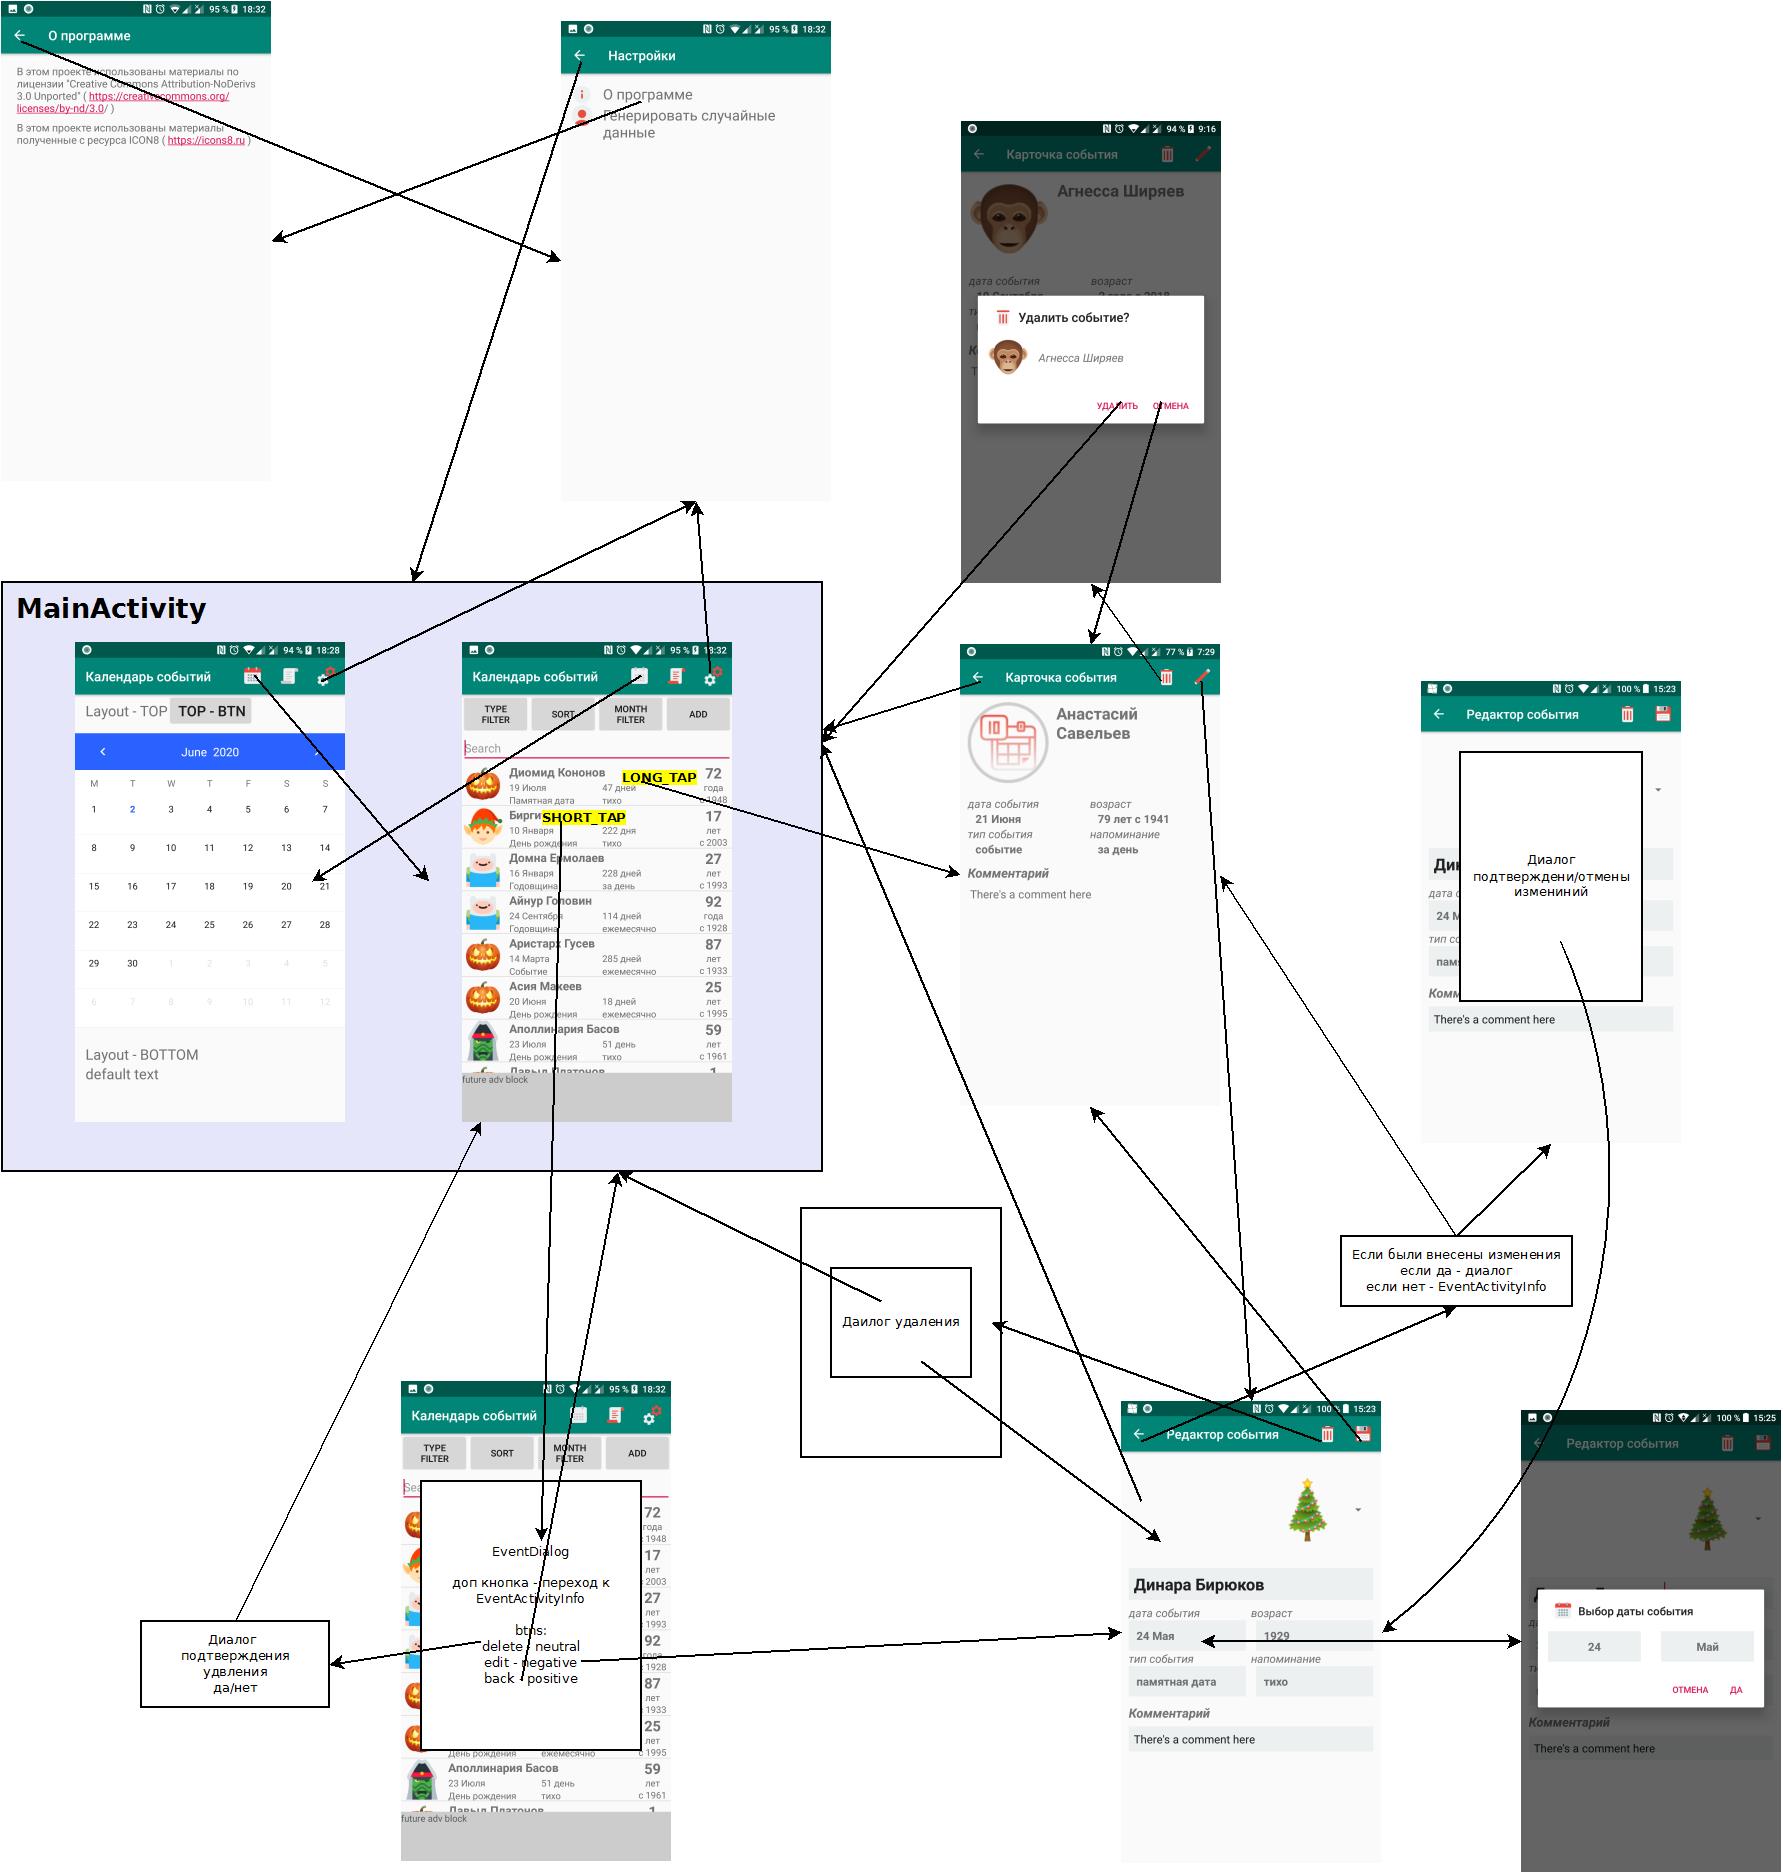 95 % 18:32
О программе
В этом проекте использованы материалы по
лицензии "Creative Commons Attribution-NoDerivs
3.0 Unported" ( https://creativecommons.org/
licenses/by-nd/3.0/ )
В этом проекте использованы материалы
полученные с ресурса ICON8 ( https://icons8.ru )
95 % 18:32
Настройки
О программе
Генерировать случайные
данные
94 % 9:16
Карточка события
Агнесса Ширяев
дата события возраст
Удалить событие?
Агнесса Ширяев
УДАЛИТЬ ОТМЕНА
MainActivity
94 % 18:28
Календарь событий
Layout - TOP TOP - BTN
June 2020
M T W T F S S
1 2 3 4 5 6 7
8 9 10 11 12 13 14
15 16 17 18 19 20 21
22 23 24 25 26 27 28
29 30 1 2 3 4 5
6 7 8 9 10 11 12
Layout - BOTTOM
default text
95 % 18:32
Календарь событий
TYPE FILTER
SORT
MONTH FILTER
ADD
Search
Диомид Кононов LONG_TAP 72
19 Июля 47 дней года
Памятная дата тихо с 1948
Бирги SHORT_TAP 17
10 Января 222 дня лет
День рождения тихо с 2003
Домна Ермолаев 27
16 Января 228 дней лет
Годовщина за день с 1993
Айнур Головин 92
24 Сентября 114 дней года
Годовщина ежемесячно с 1928
Аристарх Гусев 87
14 Марта 285 дней лет
Событие ежемесячно с 1933
Асия Макеев 25
20 Июня 18 дней лет
День рождения ежемесячно с 1995
Аполлинария Басов 59
23 Июля 51 день лет
День рождения тихо с 1961
Давыд Платонов 1
future adv block
77 % 7:29
Карточка события
Анастасий
Савельев
дата события возраст
21 Июня 79 лет с 1941
тип события напоминание
событие за день
Комментарий
There's a comment here
100 % 15:23
Редактор события
Диалог
подтвержدени/отмены
измениний
Дин
дата с
24 М
тип со
памя
Комм
There's a comment here
Если были внесены изменения
если да - диалог
если нет - EventActivityInfo
Даилог удаления
95 % 18:32
Календарь событий
TYPE FILTER
SORT
MONTH FILTER
ADD
Sea
EventDialog
доп кнопка - переход к
EventActivityInfo
btns:
delete - neutral
edit - negative
back - positive
72
года
с 1948
17
лет
с 2003
27
лет
с 1993
92
года
с 1928
87
лет
с 1933
25
лет
День рождения ежемесячно с 1995
Аполлинария Басов 59
23 Июля 51 день лет
День рождения тихо с 1961
Давыд Платонов 1
future adv block
Диалог
подтверждения
удвления
да/нет
100 % 15:23
Редактор события
Динара Бирюков
дата события возраст
24 Мая 1929
тип события напоминание
памятная дата тихо
Комментарий
There's a comment here
100 % 15:25
Редактор события
Выбор даты события
24 Май
ОТМЕНА ДА
Комментарий
There's a comment here